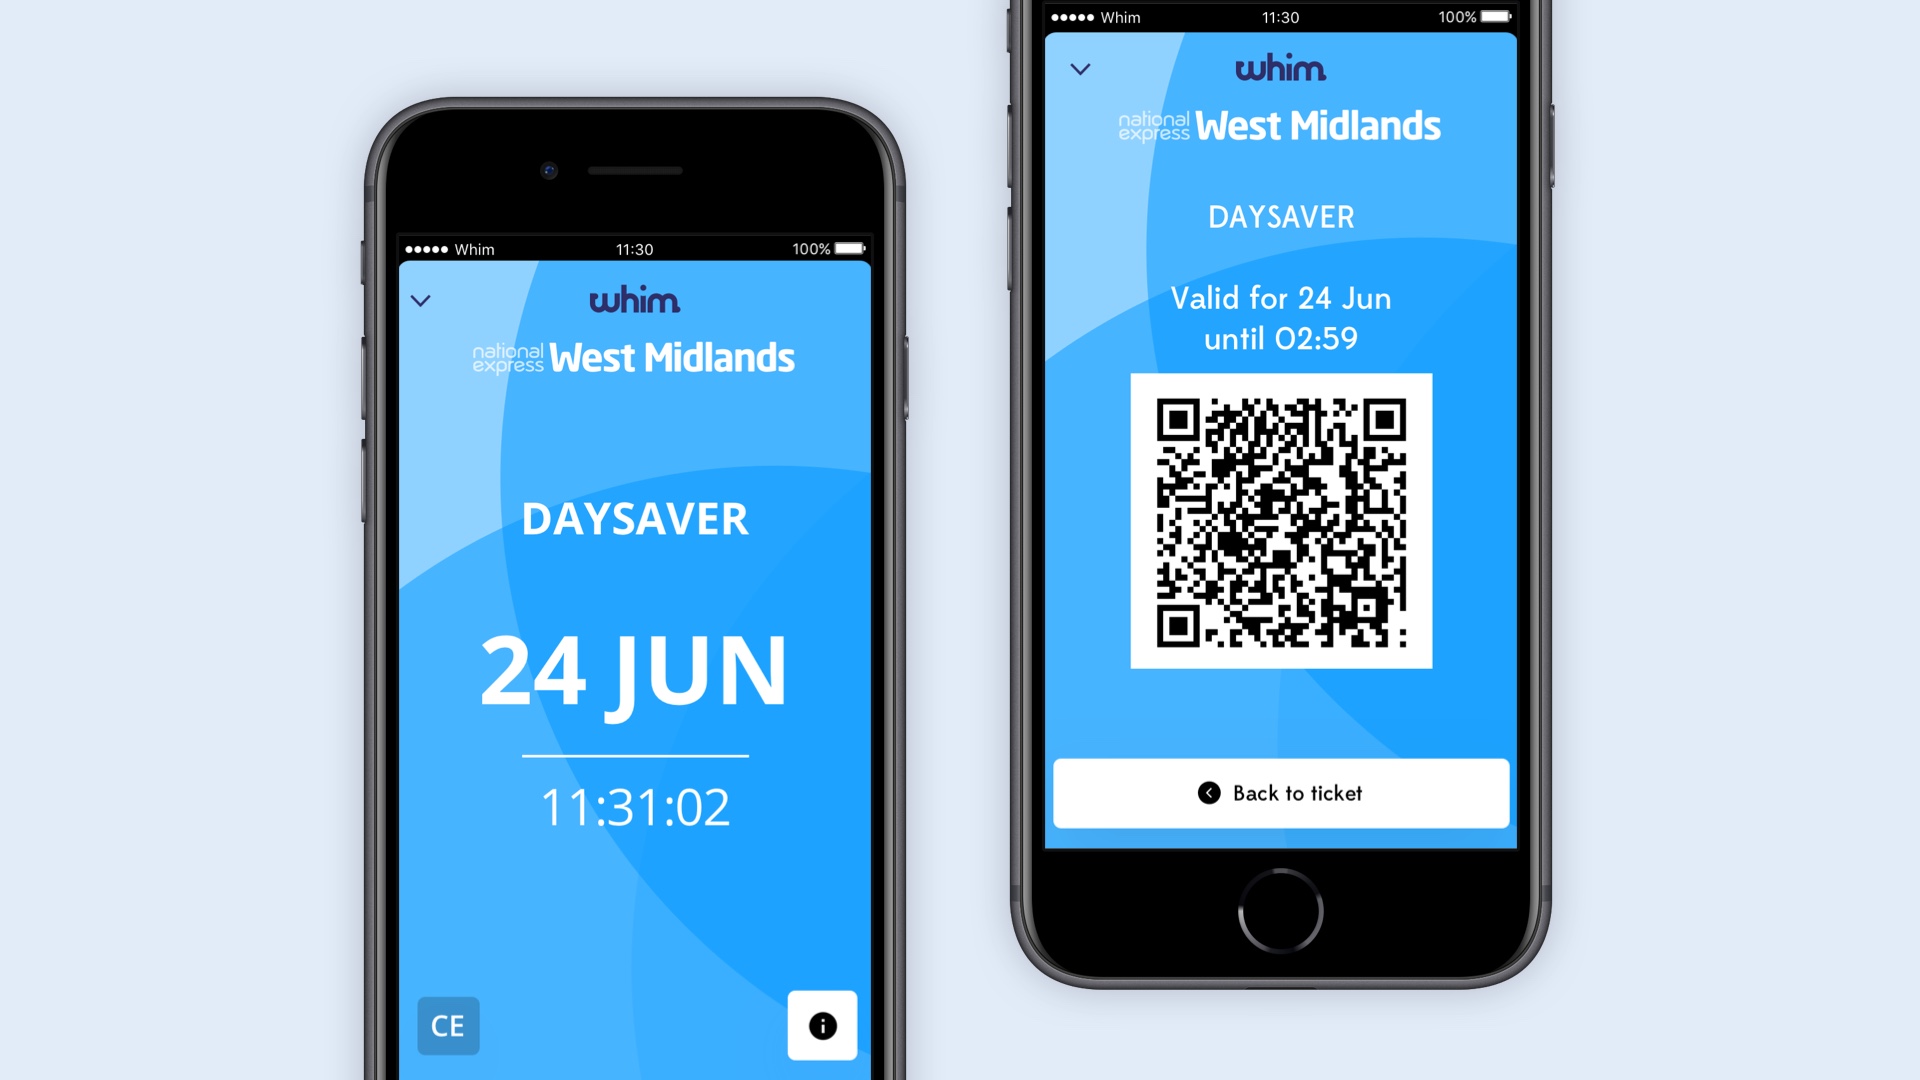 Whim 11:30 100%
whim
national express West Midlands
DAYSAVER
24 JUN
11:31:02
CE
Whim 11:30 100%
whim
national express West Midlands
DAYSAVER
Valid for 24 Jun
until 02:59
Back to ticket